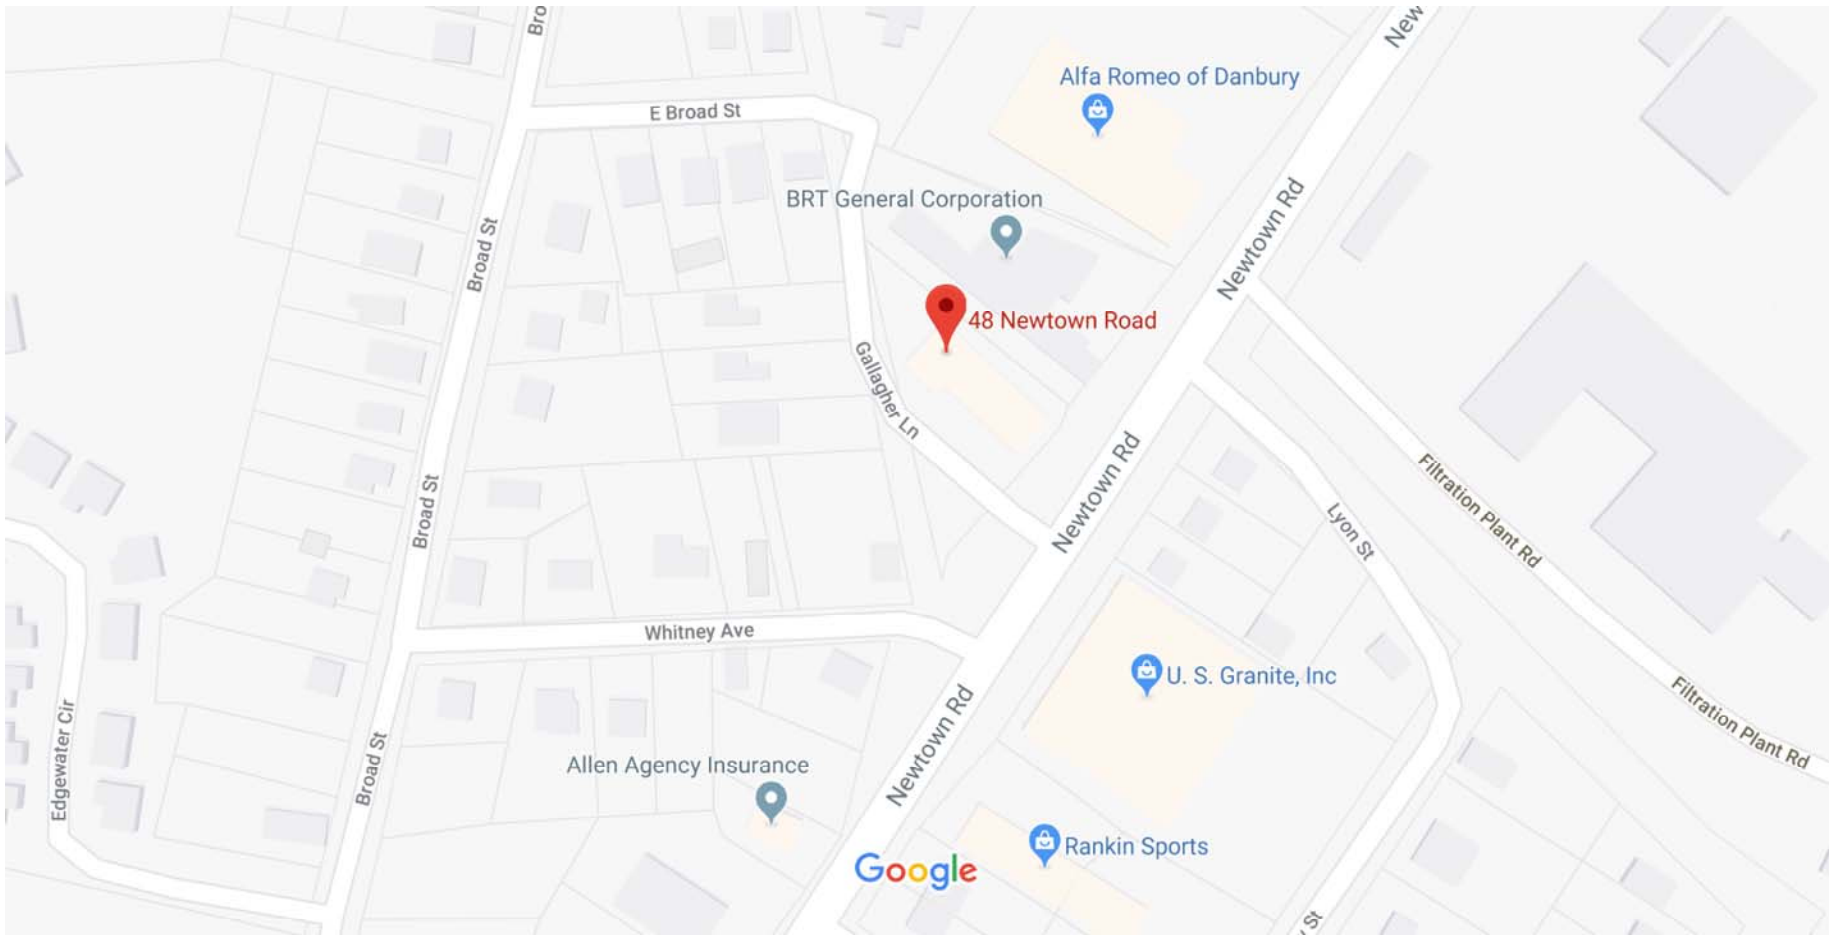 Bro
New
Alfa Romeo of Danbury
E Broad St
BRT General Corporation
Newtown Rd
Broad St
48 Newtown Road
Gallagher Ln
Newtown Rd
Broad St
Filtration Plant Rd
Lyon St
Whitney Ave
U. S. Granite, Inc
Filtration Plant Rd
Edgewater Cir
Newtown Rd
Broad St
Allen Agency Insurance
Rankin Sports
Google
St